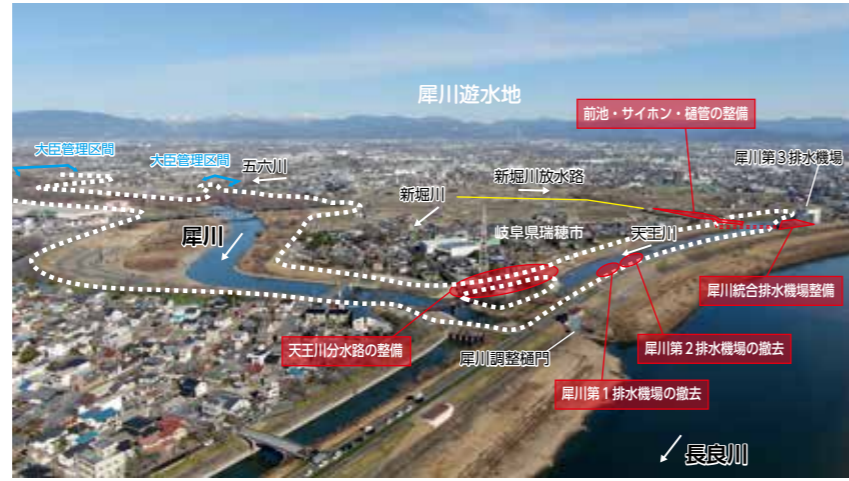 犀川遊水地
前池・サイホン・樋管の整備
大臣管理区間
大臣管理区間
五六川
犀川第3排水機場
新堀川放水路
新堀川
犀川
岐阜県瑞穂市
天王川
犀川統合排水機場整備
天王川分水路の整備
犀川調整樋門
犀川第2排水機場の撤去
犀川第1排水機場の撤去
長良川